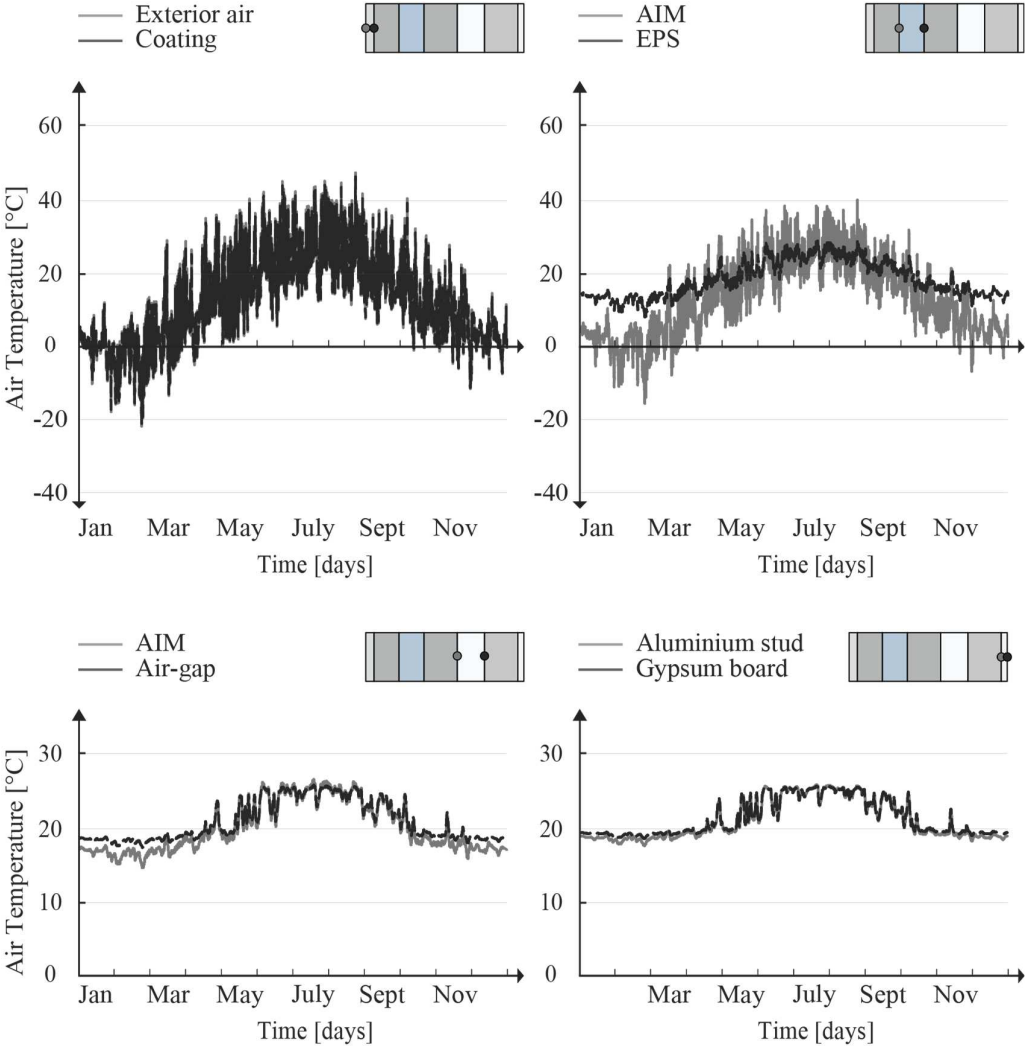 Exterior air
Coating
60
40
20
0
-20
-40
Air Temperature [°C]
Jan Mar May July Sept Nov
Time [days]
AIM
EPS
60
40
20
0
-20
-40
Jan Mar May July Sept Nov
Time [days]
AIM
Air-gap
30
20
10
0
Air Temperature [°C]
Jan Mar May July Sept Nov
Time [days]
Aluminium stud
Gypsum board
30
20
10
0
Mar May July Sept Nov
Time [days]